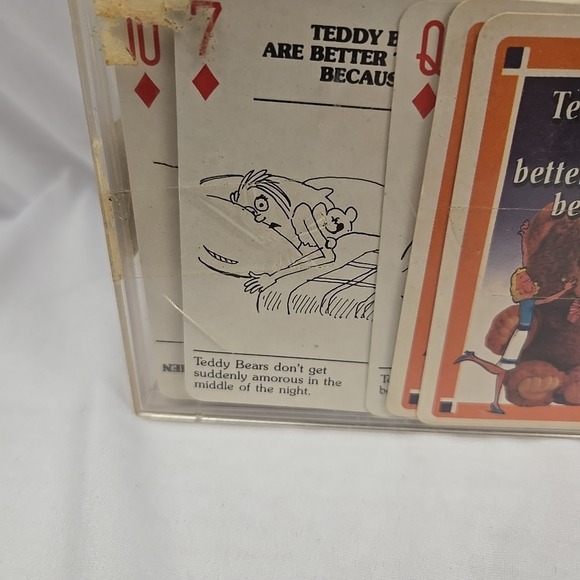 10
7
TEDDY B
ARE BETTER
BECAUS
Q
Te
bette
be
Teddy Bears don't get
suddenly amorous in the
middle of the night.
Te
b